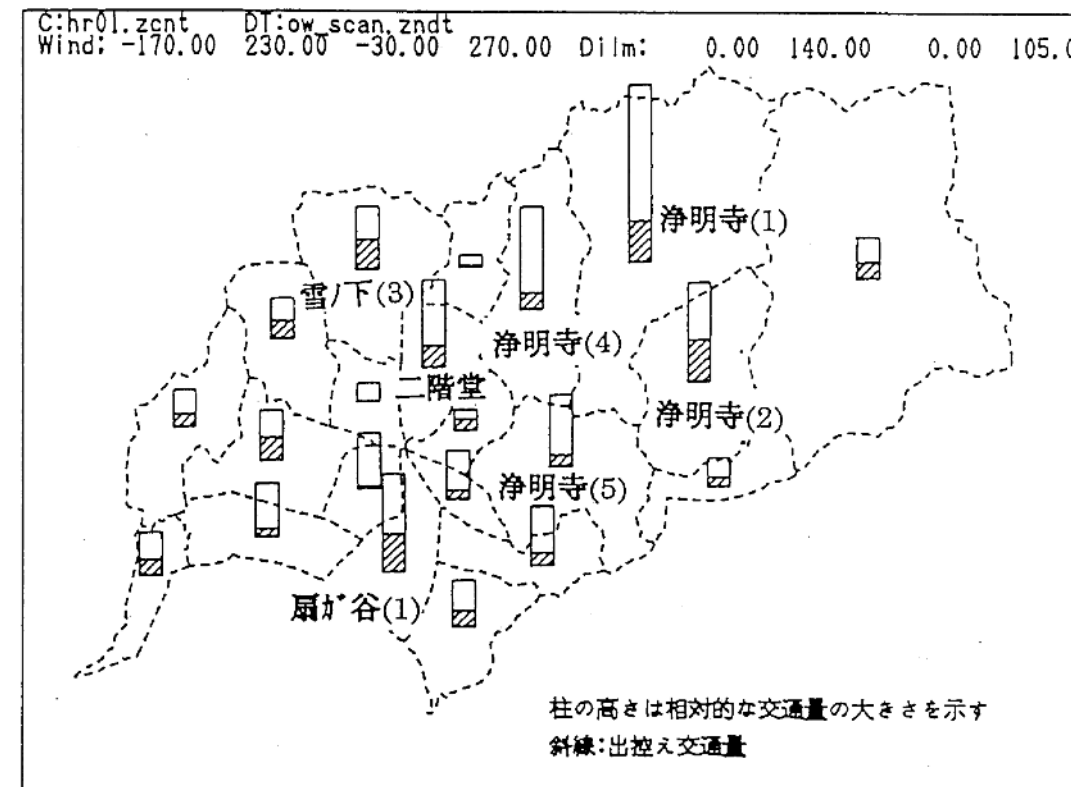 C:hr01.zcnt DT:ow_scan.zndt
Wind: -170.00 230.00 -30.00 270.00 Dilm: 0.00 140.00 0.00 105.0
浄明寺(1)
雪ノ下(3)
浄明寺(4)
二階堂
浄明寺(2)
浄明寺(5)
扇ガ谷(1)
柱の高さは相対的な交通量の大きさを示す
斜線:出控え交通量